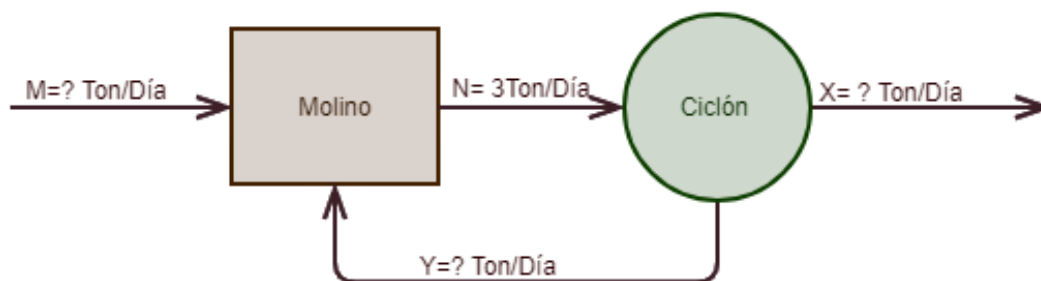 M=? Ton/Día
Molino
N= 3Ton/Día
Ciclón
X= ? Ton/Día
Y=? Ton/Día